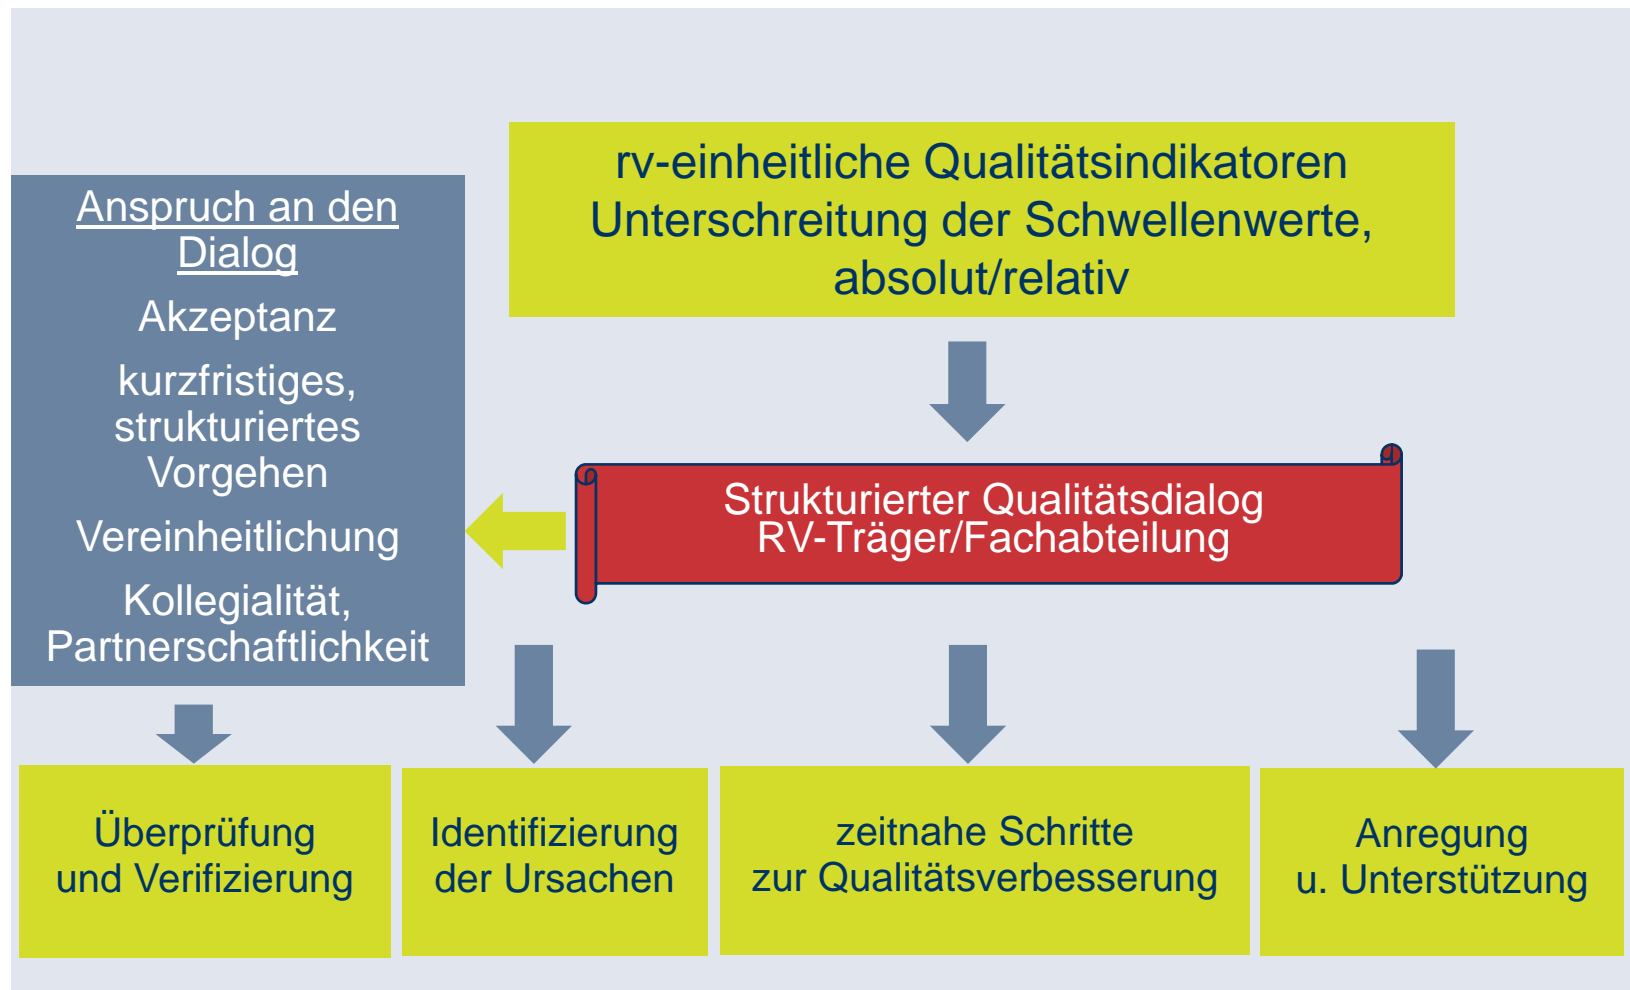 rv-einheitliche Qualitätsindikatoren
Unterschreitung der Schwellenwerte,
absolut/relativ
Anspruch an den
Dialog
Akzeptanz
kurzfristiges,
strukturiertes
Vorgehen
Vereinheitlichung
Kollegialität,
Partnerschaftlichkeit
Strukturierter Qualitätsdialog
RV-Träger/Fachabteilung
Überprüfung
und Verifizierung
Identifizierung
der Ursachen
zeitnahe Schritte
zur Qualitätsverbesserung
Anregung
u. Unterstützung